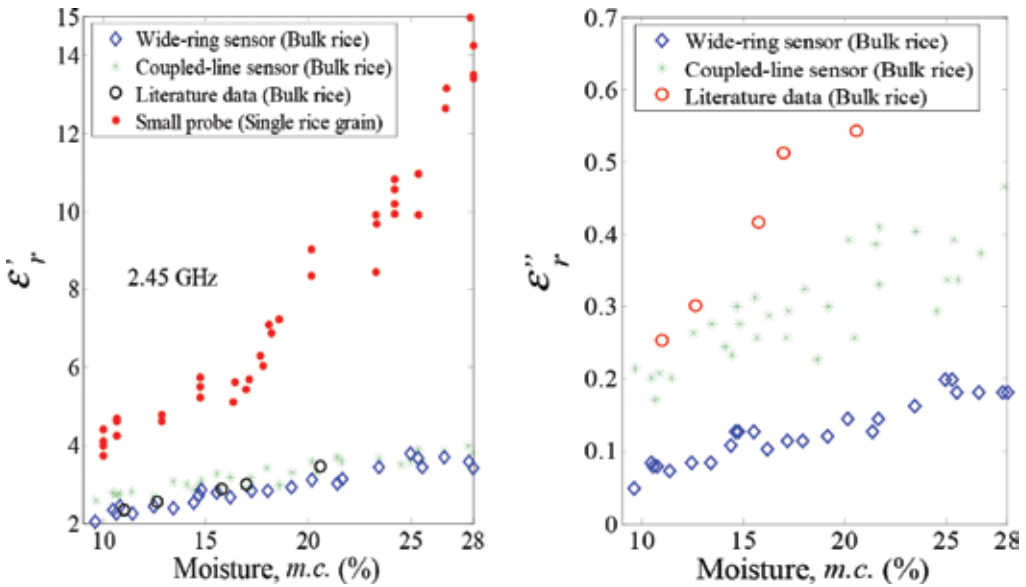 15
14
12
10
8
6
4
2
ε'r
Wide-ring sensor (Bulk rice)
Coupled-line sensor (Bulk rice)
Literature data (Bulk rice)
Small probe (Single rice grain)
2.45 GHz
10 15 20 25 28
Moisture, m.c. (%)
0.7
0.6
0.5
0.4
0.3
0.2
0.1
0
ε''r
Wide-ring sensor (Bulk rice)
Coupled-line sensor (Bulk rice)
Literature data (Bulk rice)
10 15 20 25 28
Moisture, m.c. (%)